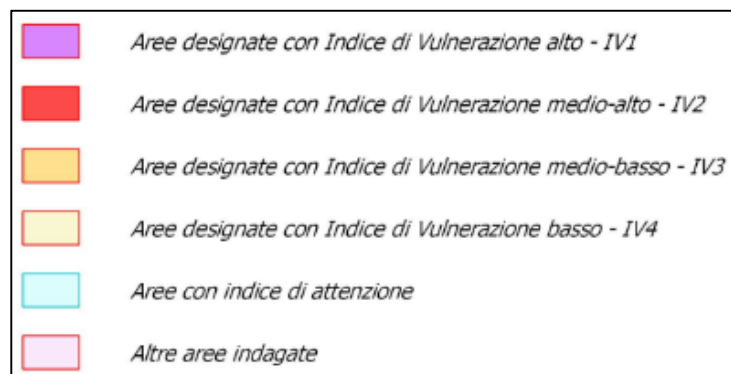 Aree designate con Indice di Vulnerazione alto - IV1
Aree designate con Indice di Vulnerazione medio-alto - IV2
Aree designate con Indice di Vulnerazione medio-basso - IV3
Aree designate con Indice di Vulnerazione basso - IV4
Aree con indice di attenzione
Altre aree indagate